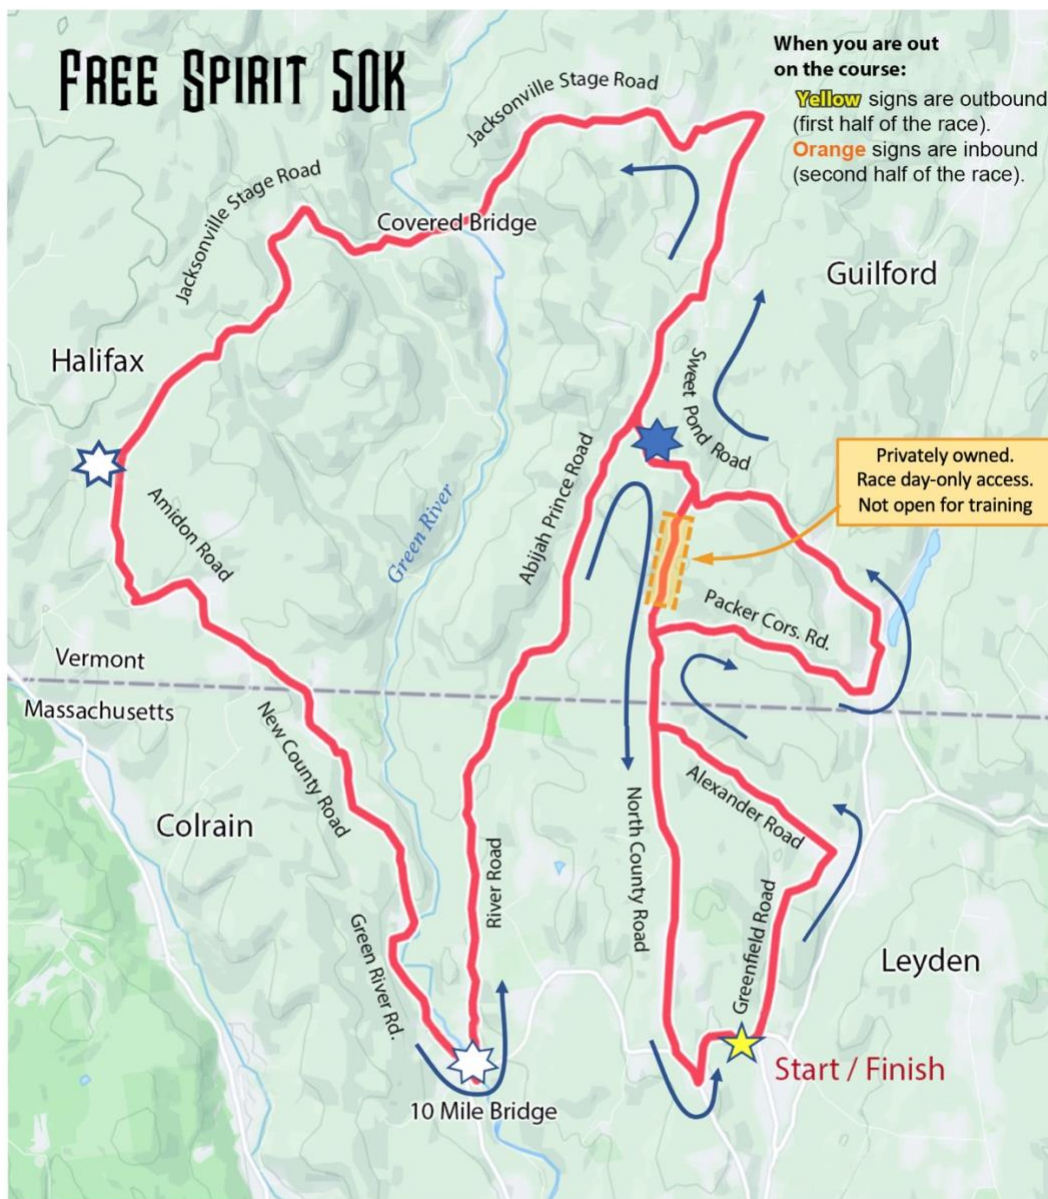 FREE SPIRIT 50K
When you are out
on the course:
Yellow signs are outbound
(first half of the race).
Orange signs are inbound
(second half of the race).
Jacksonville Stage Road
Jacksonville Stage Road
Covered Bridge
Guilford
Halifax
Sweet Pond Road
Privately owned.
Race day-only access.
Not open for training
Abijah Prince Road
Amidon Road
Green River
Packer Cors. Rd.
Vermont
Massachusetts
New County Road
Alexander Road
Colrain
North County Road
River Road
Greenfield Road
Green River Rd.
Leyden
Start / Finish
10 Mile Bridge